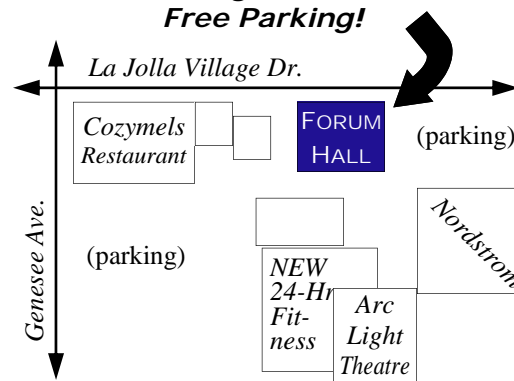 Free Parking!
La Jolla Village Dr.
Cozymels
Restaurant
FORUM
HALL
(parking)
Genesee Ave.
(parking)
Nordstrom
NEW
24-Hr
Fit-
ness
Arc
Light
Theatre